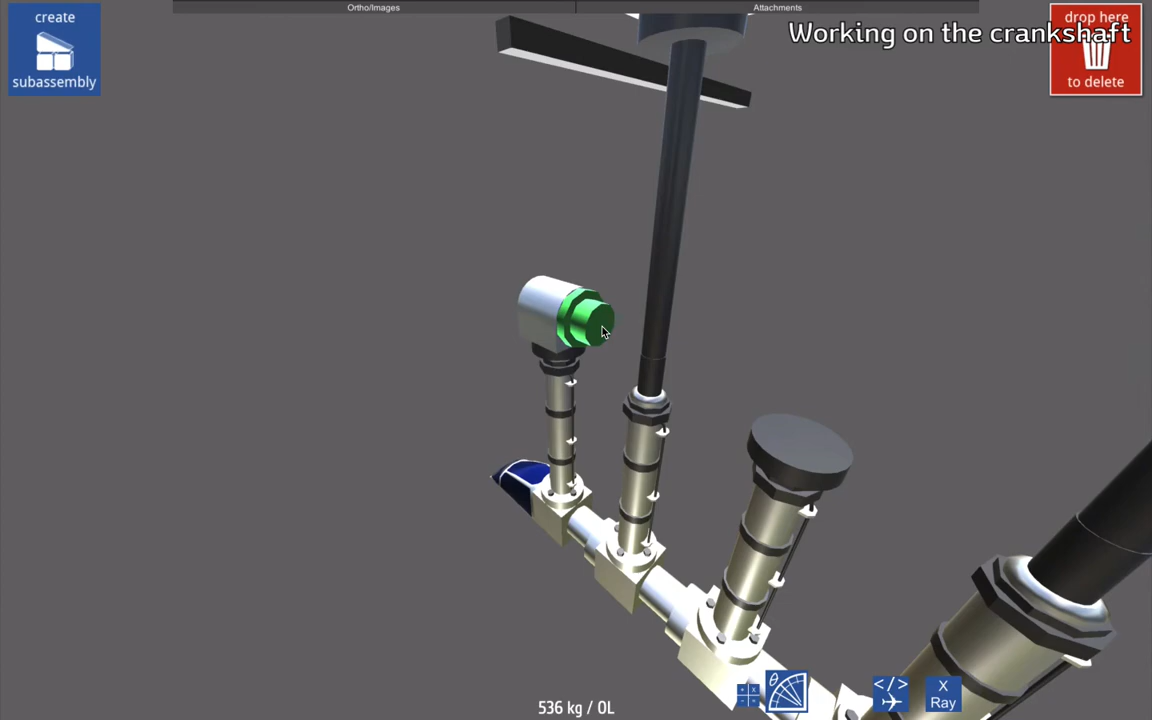 Ortho/Images
Attachments
create
subassembly
Working on the crankshaft
drop here
to delete
θ
x
</>
X
Ray
536 kg / 0L